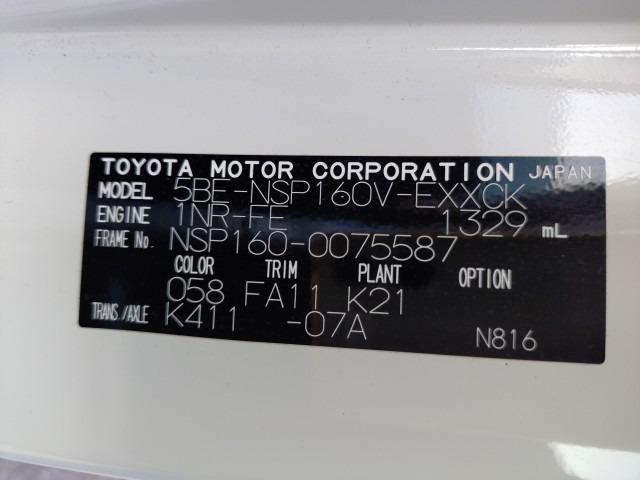 TOYOTA MOTOR CORPORATION JAPAN
MODEL 5BE-NSP160V-EXXCK
ENGINE 1NR-FE 1329 mL
FRAME No. NSP160-0075587
COLOR TRIM PLANT OPTION
058 FA11 K21
TRANS./AXLE K411 -07A
N816